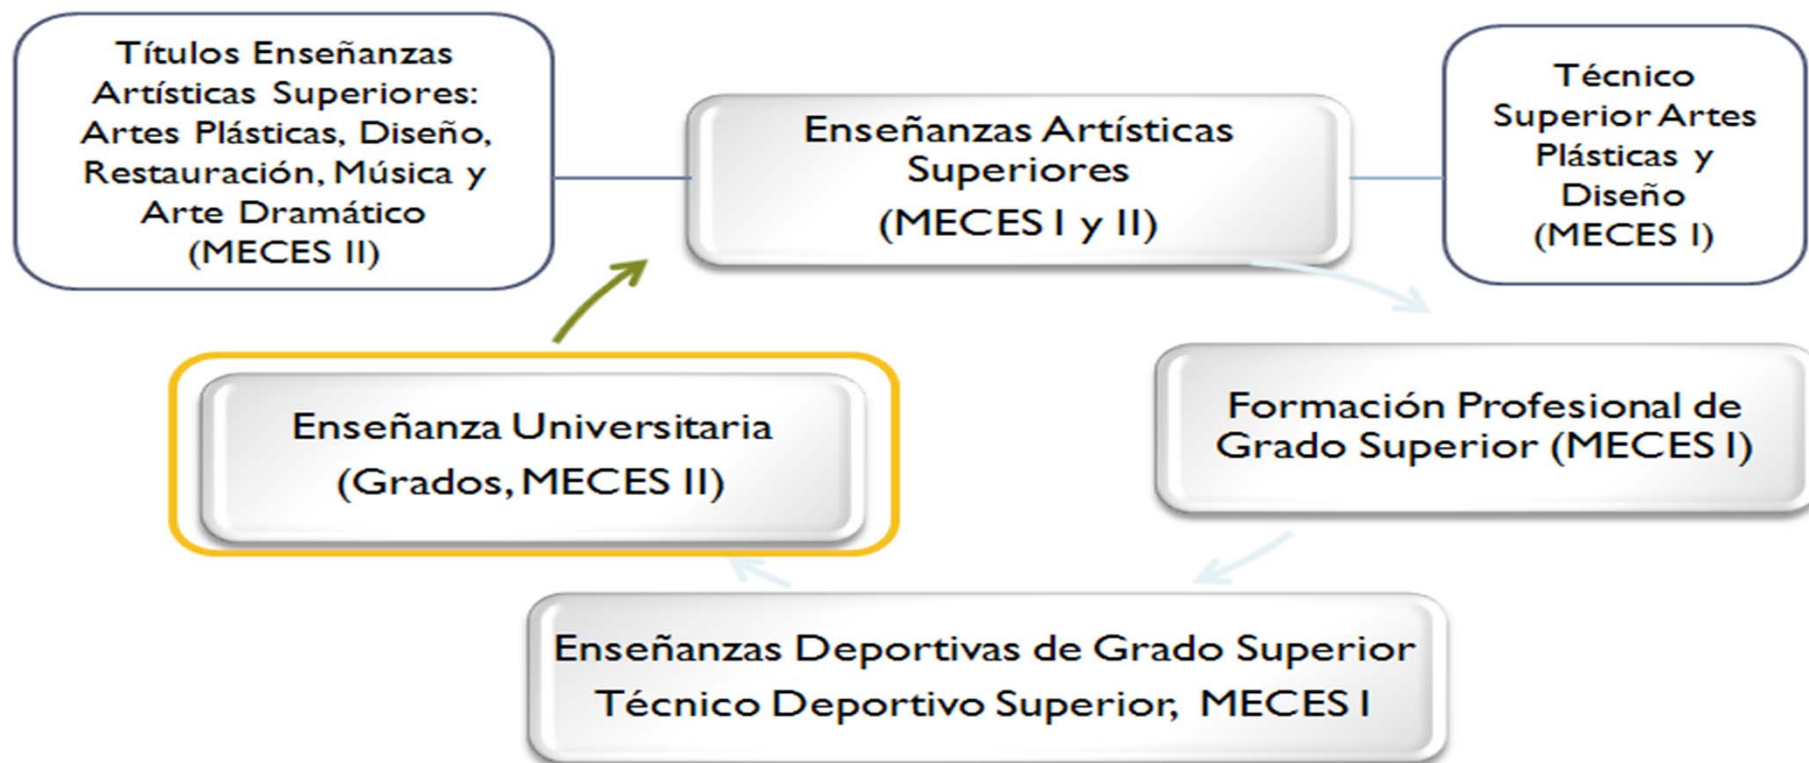 Títulos Enseñanzas
Artísticas Superiores:
Artes Plásticas, Diseño,
Restauración, Música y
Arte Dramático
(MECES II)
Enseñanzas Artísticas
Superiores
(MECES I y II)
Técnico
Superior Artes
Plásticas y
Diseño
(MECES I)
Enseñanza Universitaria
(Grados, MECES II)
Formación Profesional de
Grado Superior (MECES I)
Enseñanzas Deportivas de Grado Superior
Técnico Deportivo Superior, MECES I